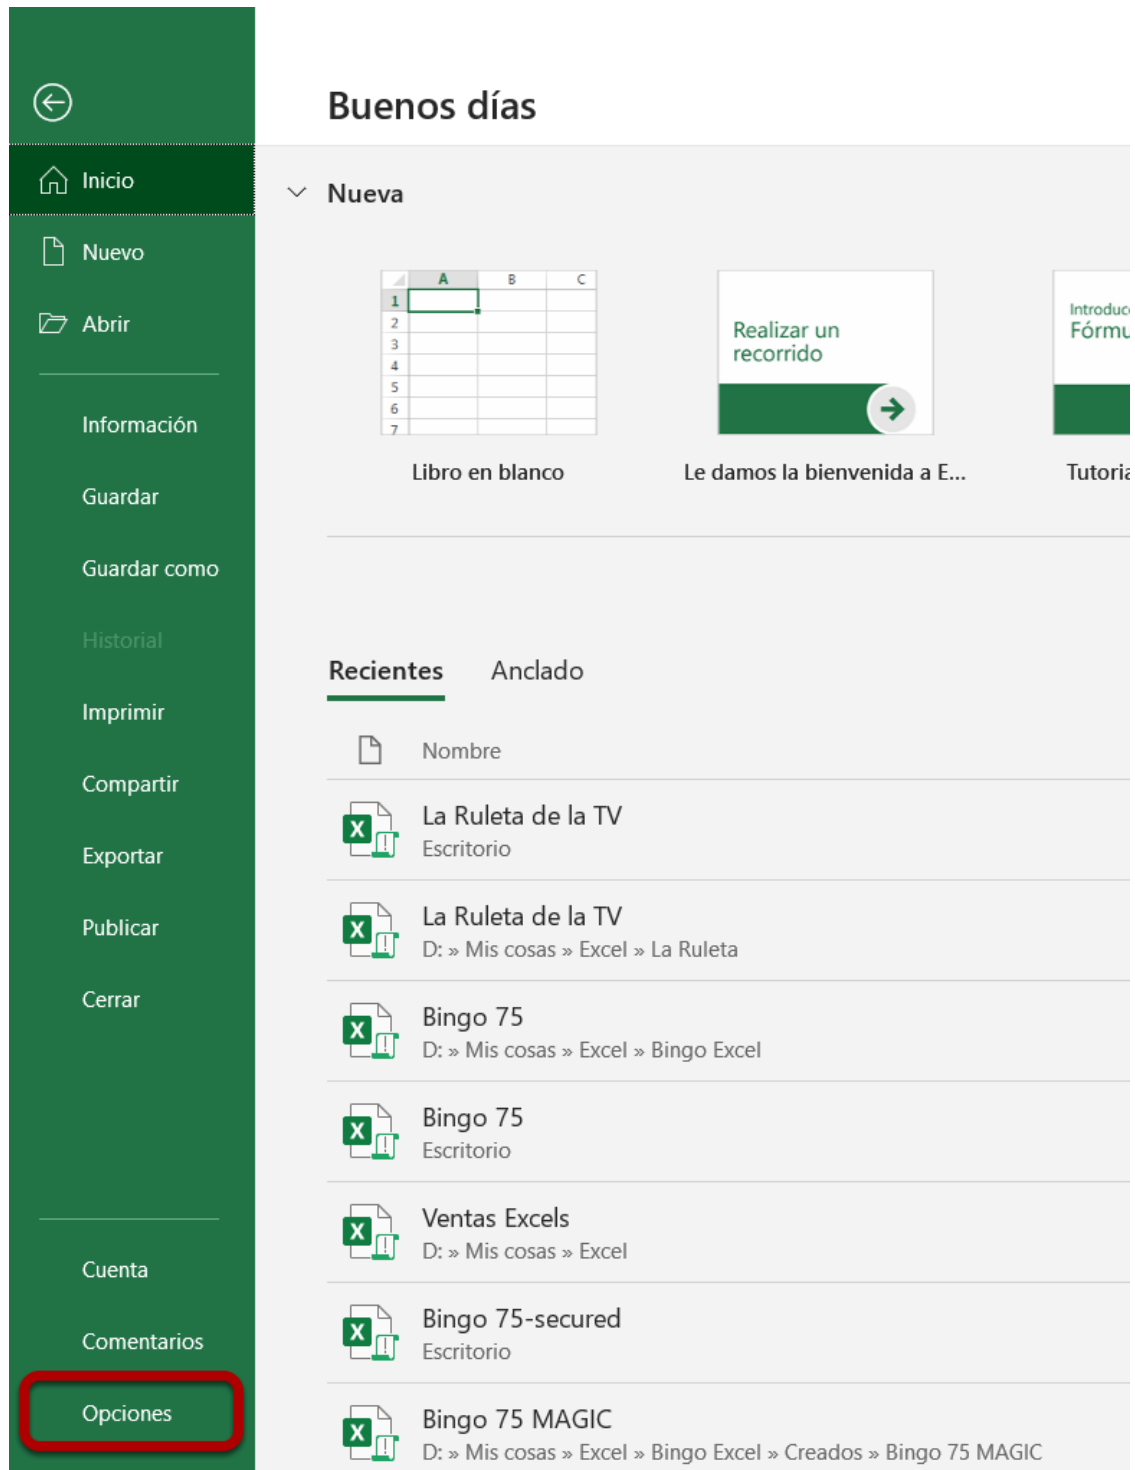 Buenos días
Inicio
Nuevo
Abrir
Información
Guardar
Guardar como
Historial
Imprimir
Compartir
Exportar
Publicar
Cerrar
Cuenta
Comentarios
Opciones
Nueva
A B C
1
2
3
4
5
6
7
Libro en blanco
Realizar un
recorrido
Le damos la bienvenida a E...
Introduc
Fórmu
Tutoria
Recientes Anclado
Nombre
La Ruleta de la TV
Escritorio
La Ruleta de la TV
D: » Mis cosas » Excel » La Ruleta
Bingo 75
D: » Mis cosas » Excel » Bingo Excel
Bingo 75
Escritorio
Ventas Excels
D: » Mis cosas » Excel
Bingo 75-secured
Escritorio
Bingo 75 MAGIC
D: » Mis cosas » Excel » Bingo Excel » Creados » Bingo 75 MAGIC